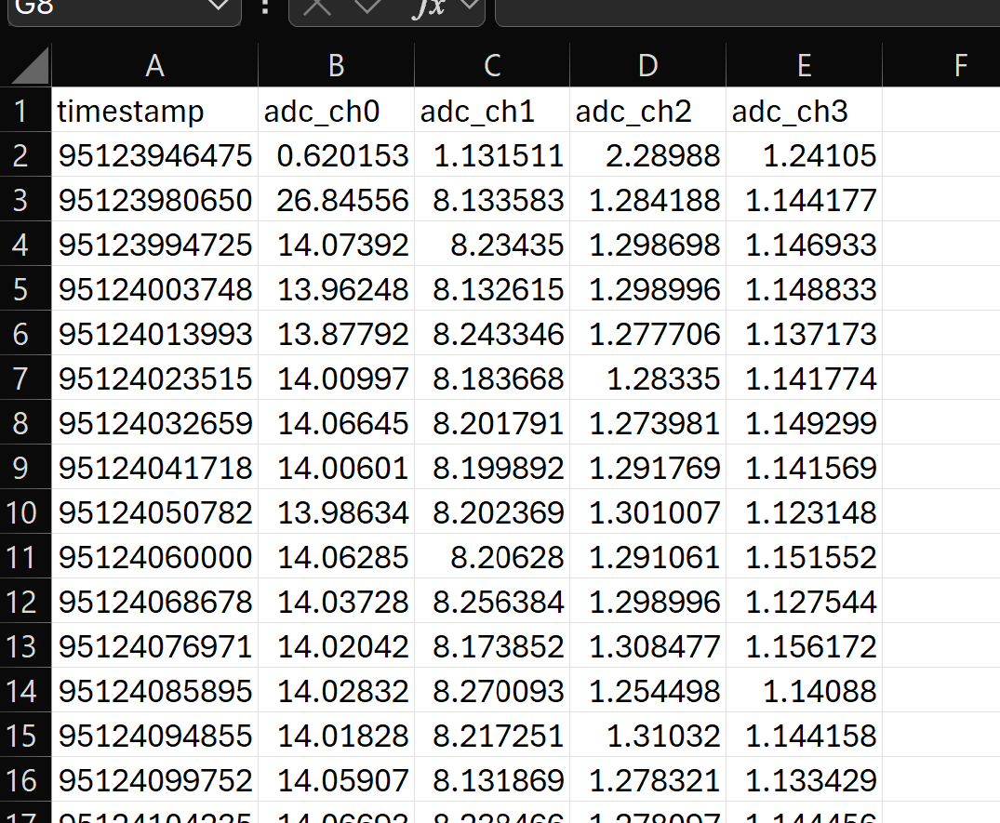 G8 fx
A B C D E F
1 timestamp adc_ch0 adc_ch1 adc_ch2 adc_ch3
2 95123946475 0.620153 1.131511 2.28988 1.24105
3 95123980650 26.84556 8.133583 1.284188 1.144177
4 95123994725 14.07392 8.23435 1.298698 1.146933
5 95124003748 13.96248 8.132615 1.298996 1.148833
6 95124013993 13.87792 8.243346 1.277706 1.137173
7 95124023515 14.00997 8.183668 1.28335 1.141774
8 95124032659 14.06645 8.201791 1.273981 1.149299
9 95124041718 14.00601 8.199892 1.291769 1.141569
10 95124050782 13.98634 8.202369 1.301007 1.123148
11 95124060000 14.06285 8.20628 1.291061 1.151552
12 95124068678 14.03728 8.256384 1.298996 1.127544
13 95124076971 14.02042 8.173852 1.308477 1.156172
14 95124085895 14.02832 8.270093 1.254498 1.14088
15 95124094855 14.01828 8.217251 1.31032 1.144158
16 95124099752 14.05907 8.131869 1.278321 1.133429
17